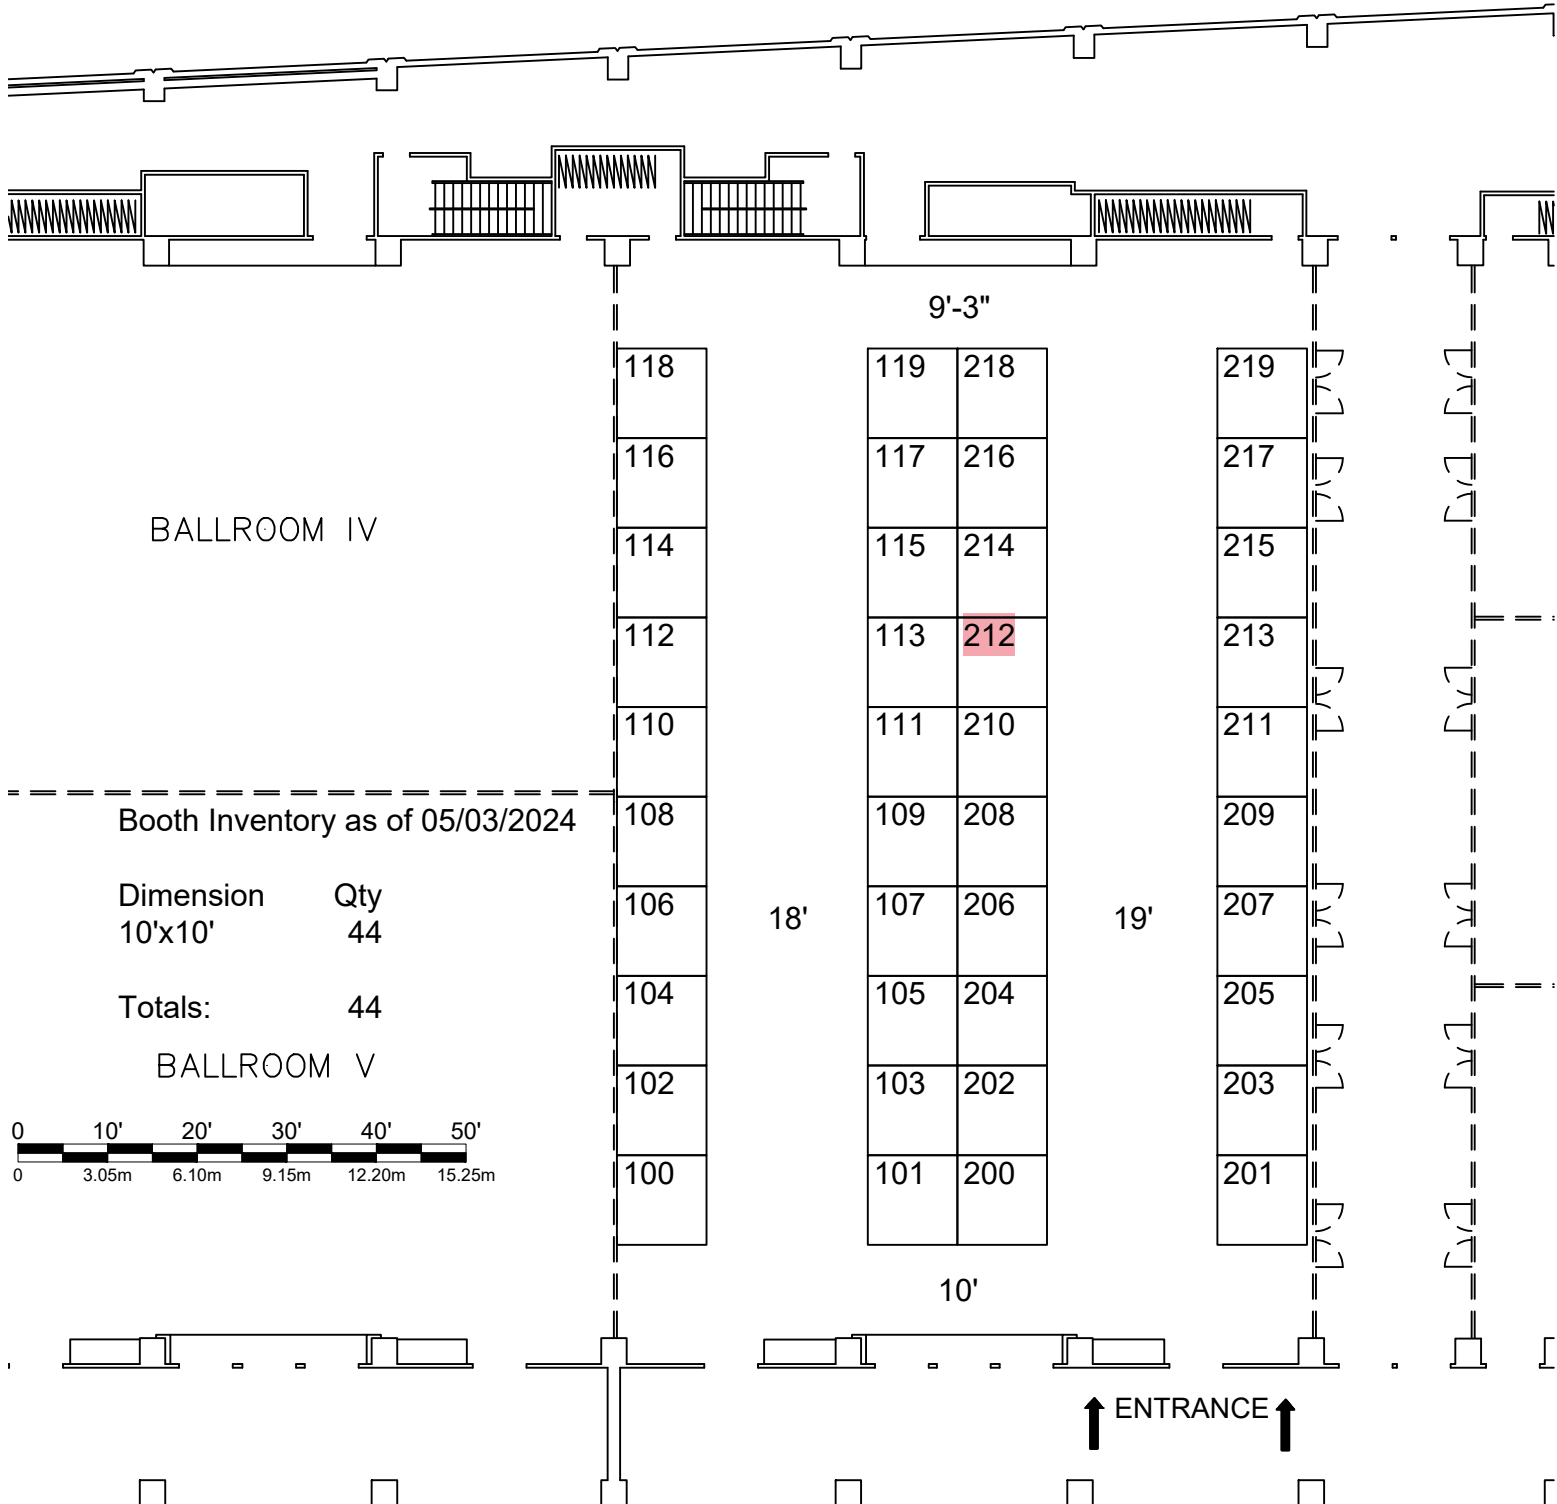 9'-3"
118 119 218 219
116 117 216 217
BALLROOM IV
114 115 214 215
112 113 212 213
110 111 210 211
Booth Inventory as of 05/03/2024
108 109 208 209
Dimension Qty
10'x10' 44
106 107 206 207
18' 19'
Totals: 44
104 105 204 205
BALLROOM V
102 103 202 203
0 10' 20' 30' 40' 50'
0 3.05m 6.10m 9.15m 12.20m 15.25m
100 101 200 201
10'
ENTRANCE